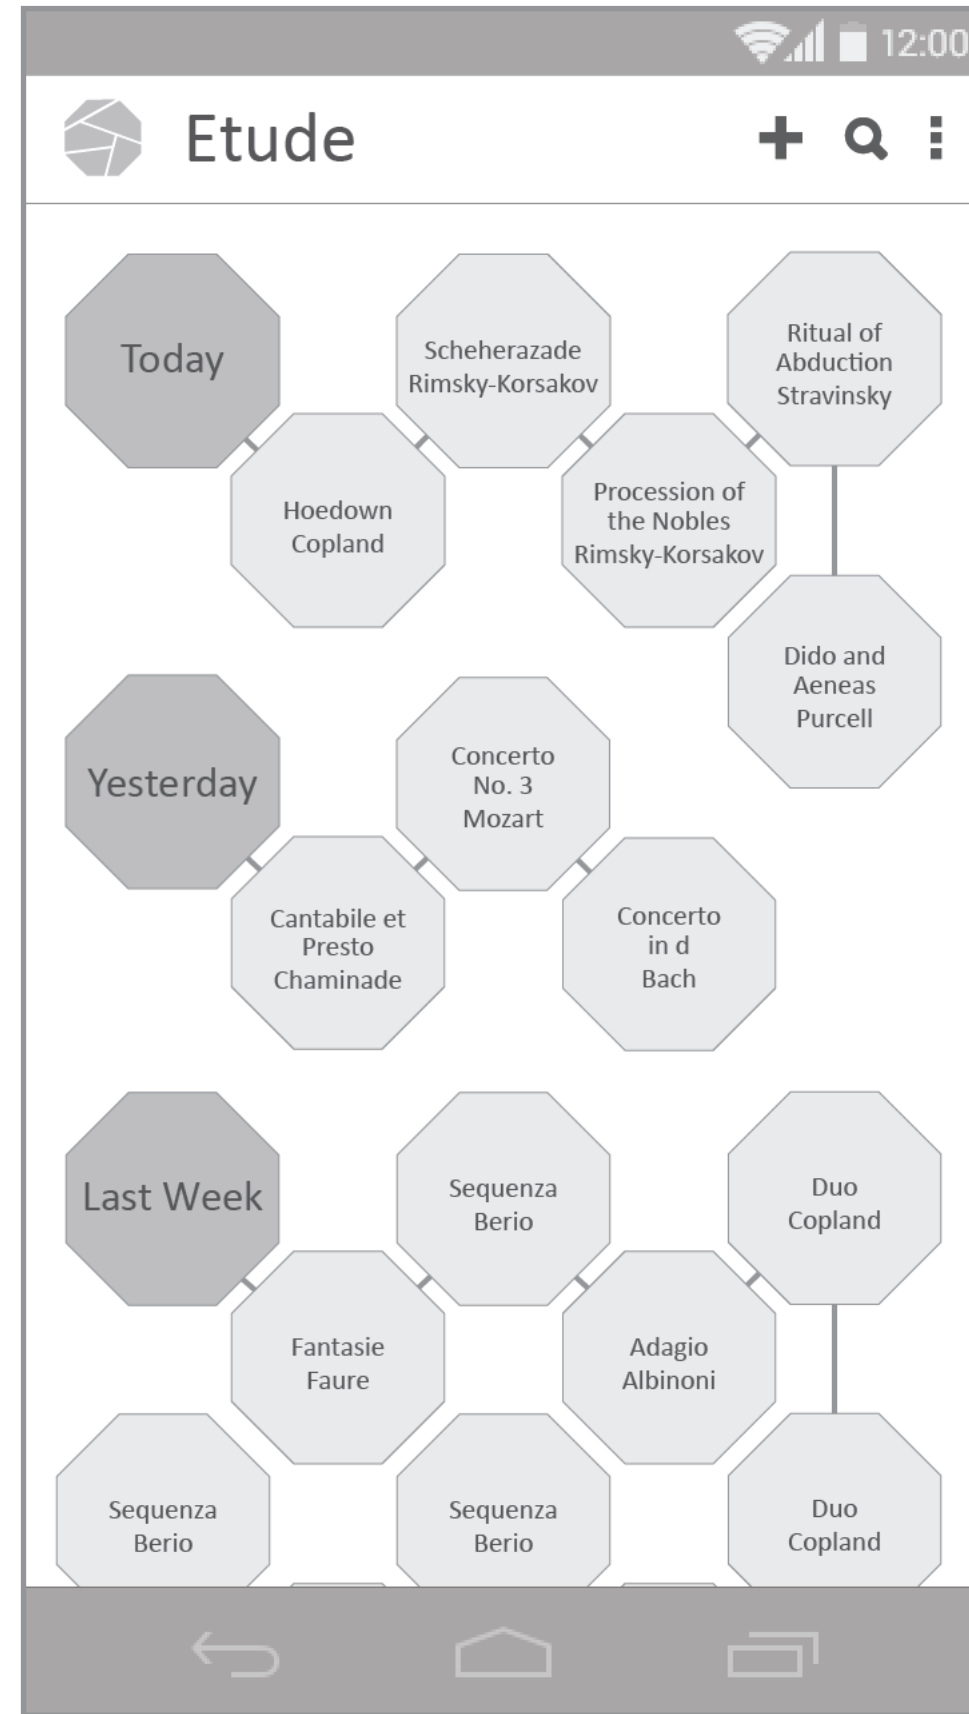 12:00
Etude
Today
Scheherazade
Rimsky-Korsakov
Ritual of
Abduction
Stravinsky
Hoedown
Copland
Procession of
the Nobles
Rimsky-Korsakov
Dido and
Aeneas
Purcell
Yesterday
Concerto
No. 3
Mozart
Cantabile et
Presto
Chaminade
Concerto
in d
Bach
Last Week
Sequenza
Berio
Duo
Copland
Fantasie
Faure
Adagio
Albinoni
Sequenza
Berio
Sequenza
Berio
Duo
Copland